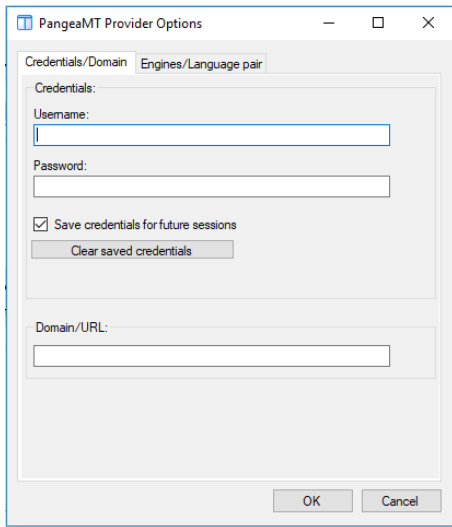 PangeaMT Provider Options
Credentials/Domain Engines/Language pair
Credentials:
Username:
Password:
Save credentials for future sessions
Clear saved credentials
Domain/URL:
OK Cancel